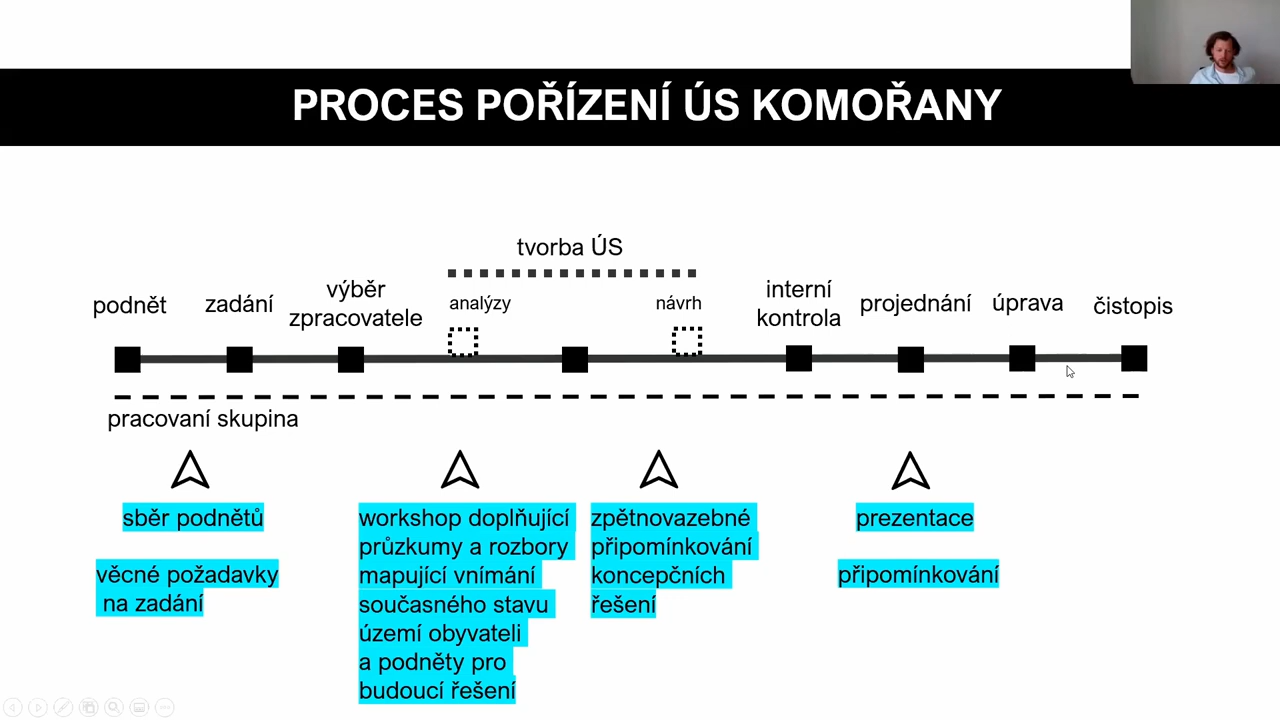 PROCES POŘÍZENÍ ÚS KOMOŘANY
tvorba ÚS
podnět
zadání
výběr
zpracovatele
analýzy
návrh
interní
kontrola
projednání
úprava
čistopis
pracovaní skupina
sběr podnětů
věcné požadavky
na zadání
workshop doplňující
průzkumy a rozbory
mapující vnímání
současného stavu
území obyvateli
a podněty pro
budoucí řešení
zpětnovazebné
připomínkování
koncepčních
řešení
prezentace
připomínkování